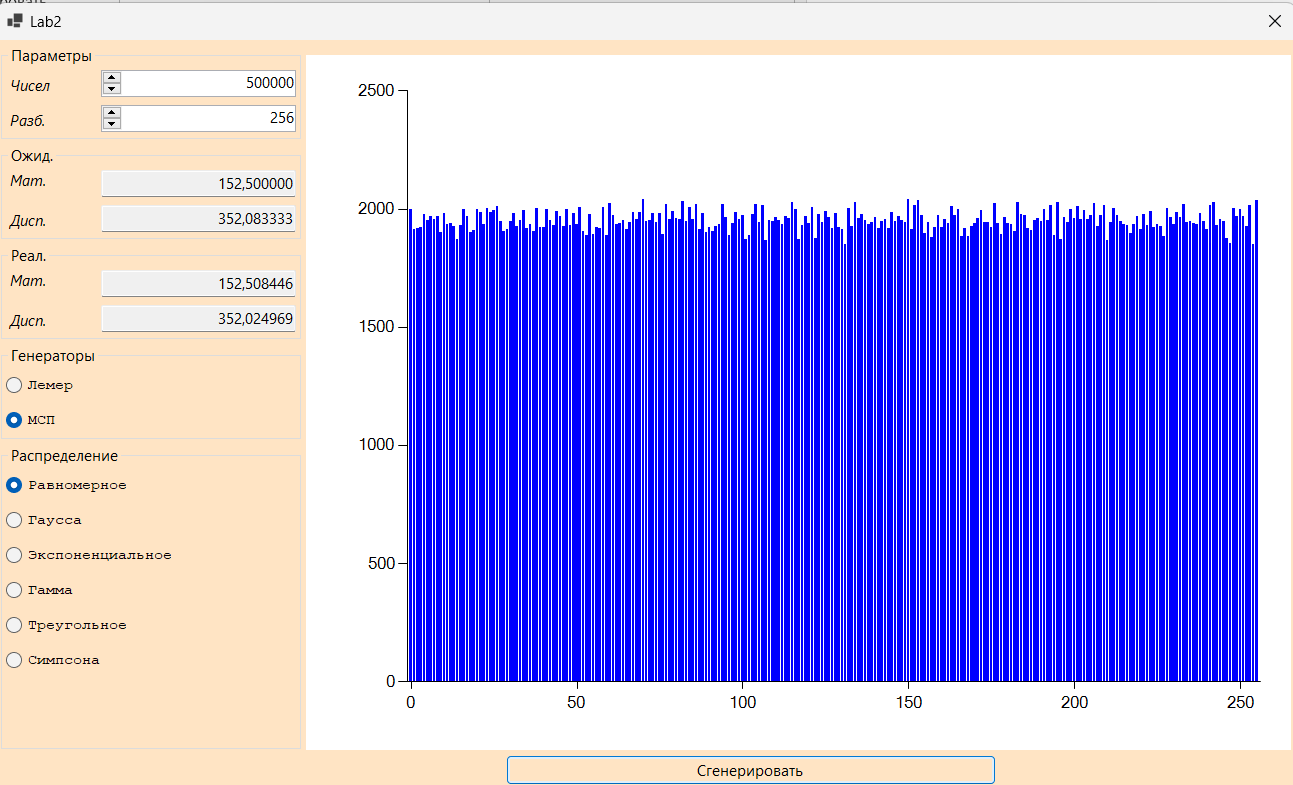 Lab2
Параметры
Чисел 500000
Разб. 256
Ожид.
Мат. 152,500000
Дисп. 352,083333
Реал.
Мат. 152,508446
Дисп. 352,024969
Генераторы
Лемер
МСП
Распределение
Равномерное
Гаусса
Экспоненциальное
Гамма
Треугольное
Симпсона
2500
2000
1500
1000
500
0
0 50 100 150 200 250
Сгенерировать